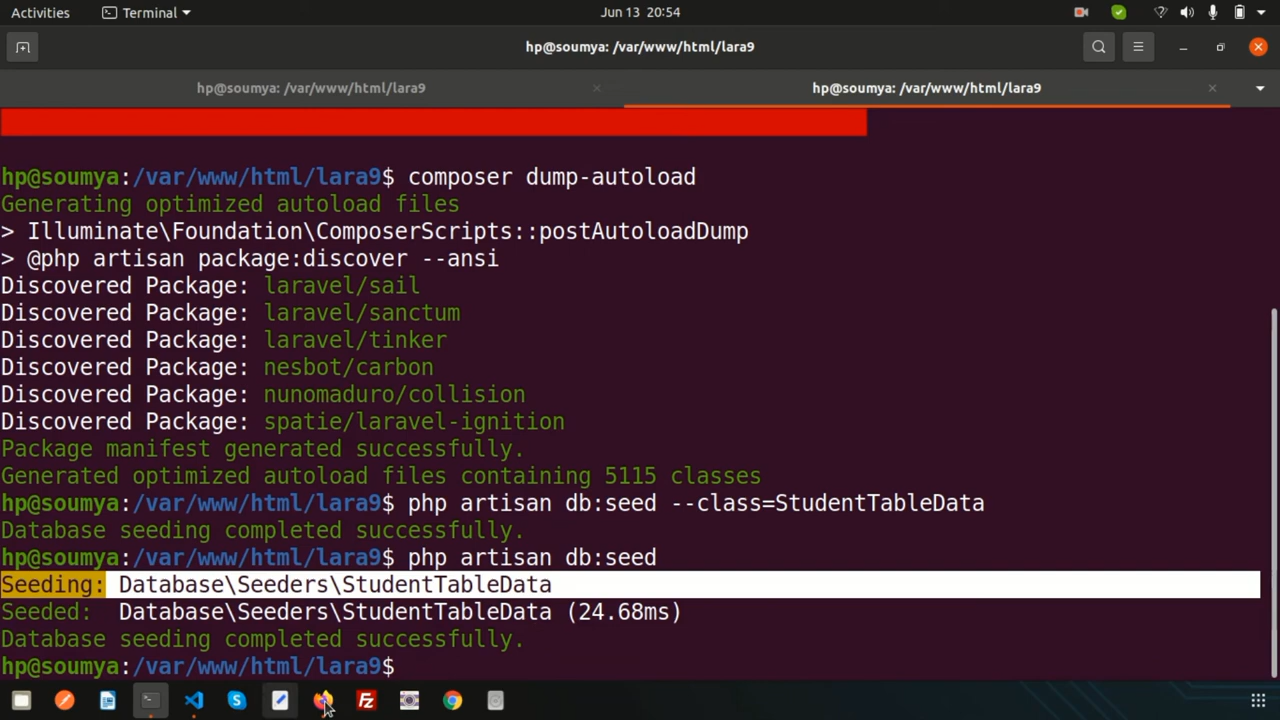 Activities
Terminal
Jun 13 20:54
hp@soumya: /var/www/html/lara9
hp@soumya: /var/www/html/lara9
hp@soumya: /var/www/html/lara9
hp@soumya:/var/www/html/lara9$ composer dump-autoload
Generating optimized autoload files
> Illuminate\Foundation\ComposerScripts::postAutoloadDump
> @php artisan package:discover --ansi
Discovered Package: laravel/sail
Discovered Package: laravel/sanctum
Discovered Package: laravel/tinker
Discovered Package: nesbot/carbon
Discovered Package: nunomaduro/collision
Discovered Package: spatie/laravel-ignition
Package manifest generated successfully.
Generated optimized autoload files containing 5115 classes
hp@soumya:/var/www/html/lara9$ php artisan db:seed --class=StudentTableData
Database seeding completed successfully.
hp@soumya:/var/www/html/lara9$ php artisan db:seed
Seeding: Database\Seeders\StudentTableData
Seeded: Database\Seeders\StudentTableData (24.68ms)
Database seeding completed successfully.
hp@soumya:/var/www/html/lara9$